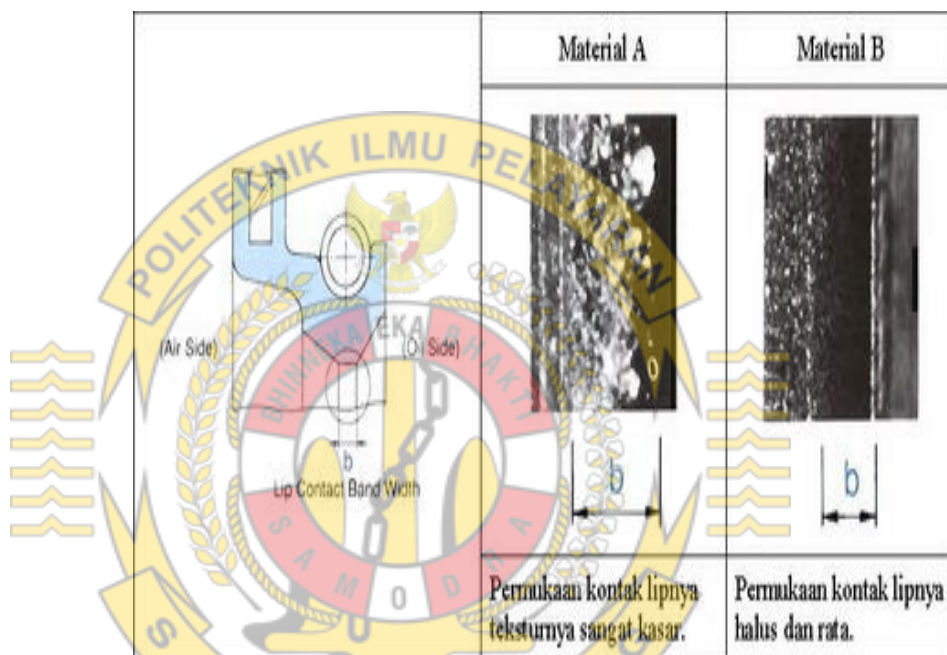 Material A
Material B
POLITEKNIK ILMU PELAYARAN
(Air Side)
(Oil Side)
BHINNEKA EKA BHAKTI
b
Lip Contact Band Width
b
b
SAMODRA
Permukaan kontak lipnya
teksturnya sangat kasar.
Permukaan kontak lipnya
halus dan rata.
S
G